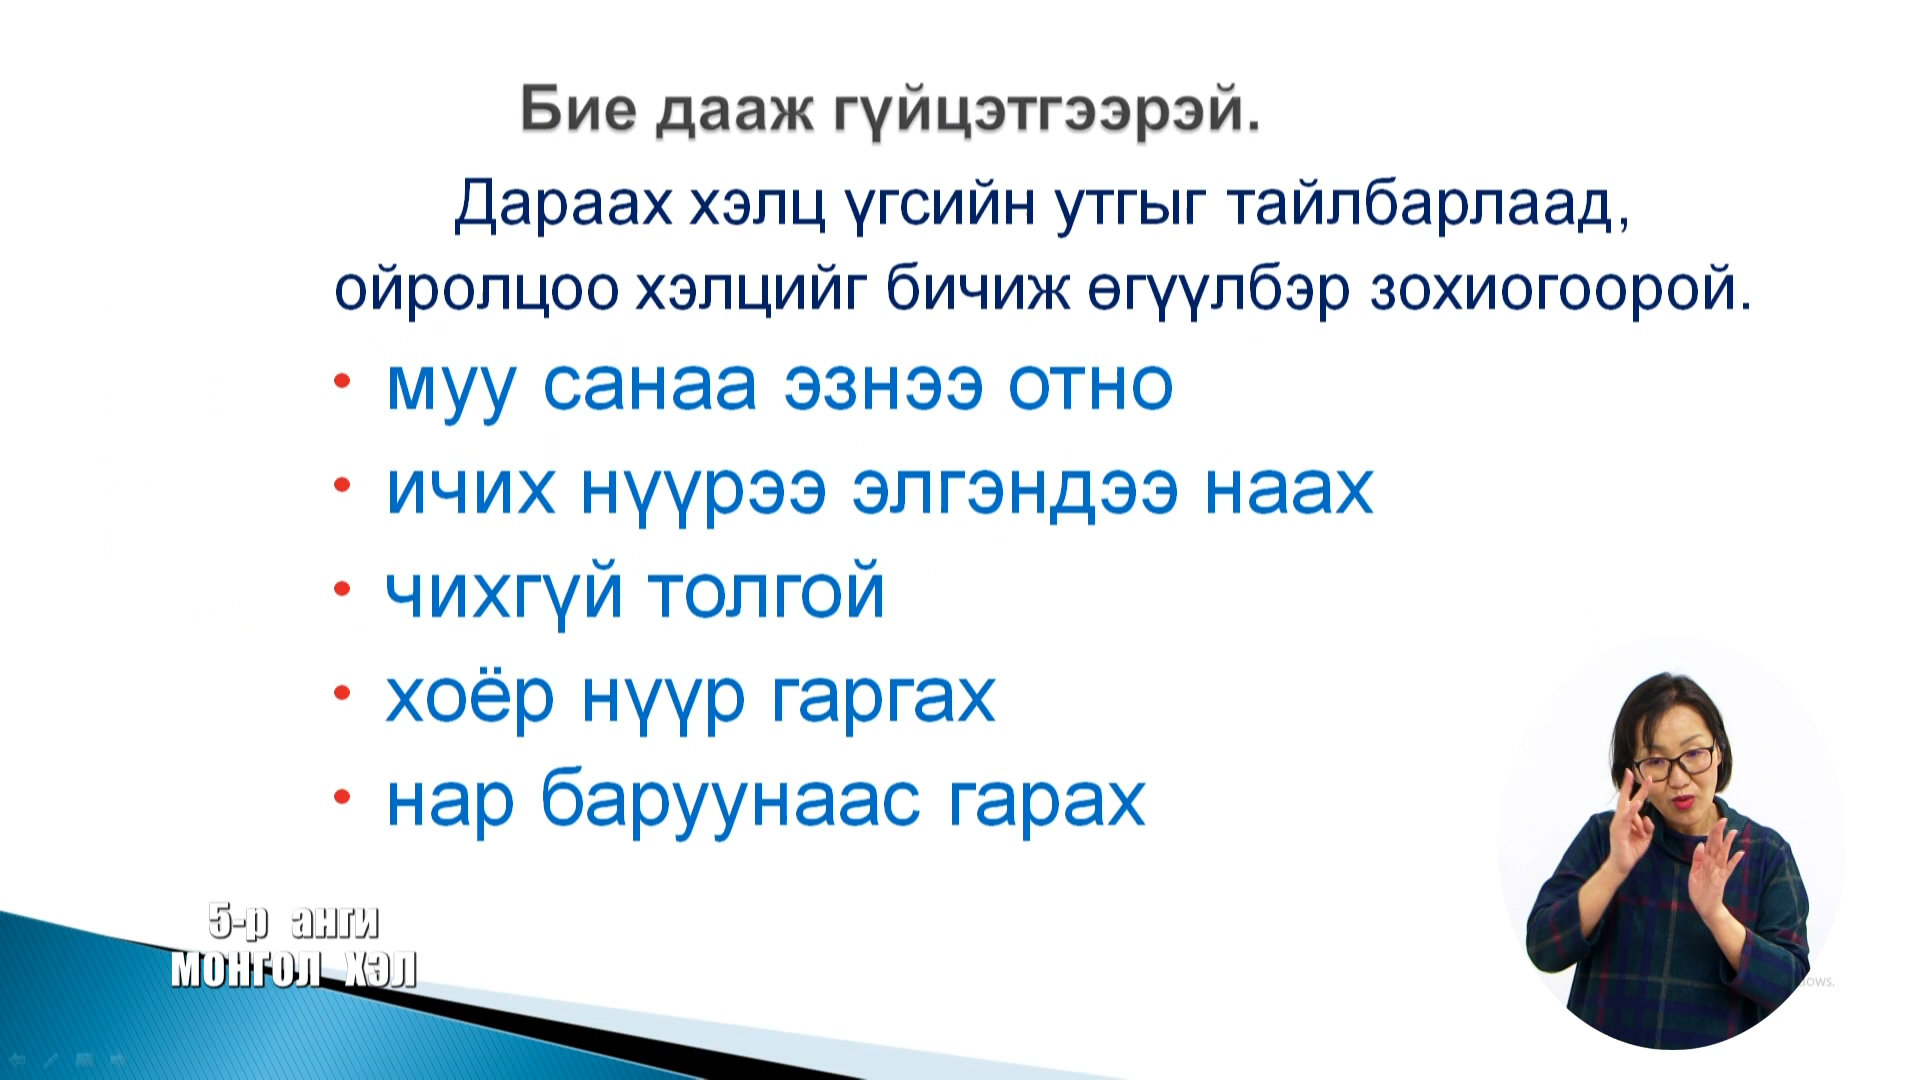 Бие дааж гүйцэтгээрэй.
Дараах хэлц үгсийн утгыг тайлбарлаад,
ойролцоо хэлцийг бичиж өгүүлбэр зохиогоорой.
• муу санаа эзнээ отно
• ичих нүүрээ элгэндээ наах
• чихгүй толгой
• хоёр нүүр гаргах
• нар баруунаас гарах
5-р анги
МОНГОЛ ХЭЛ